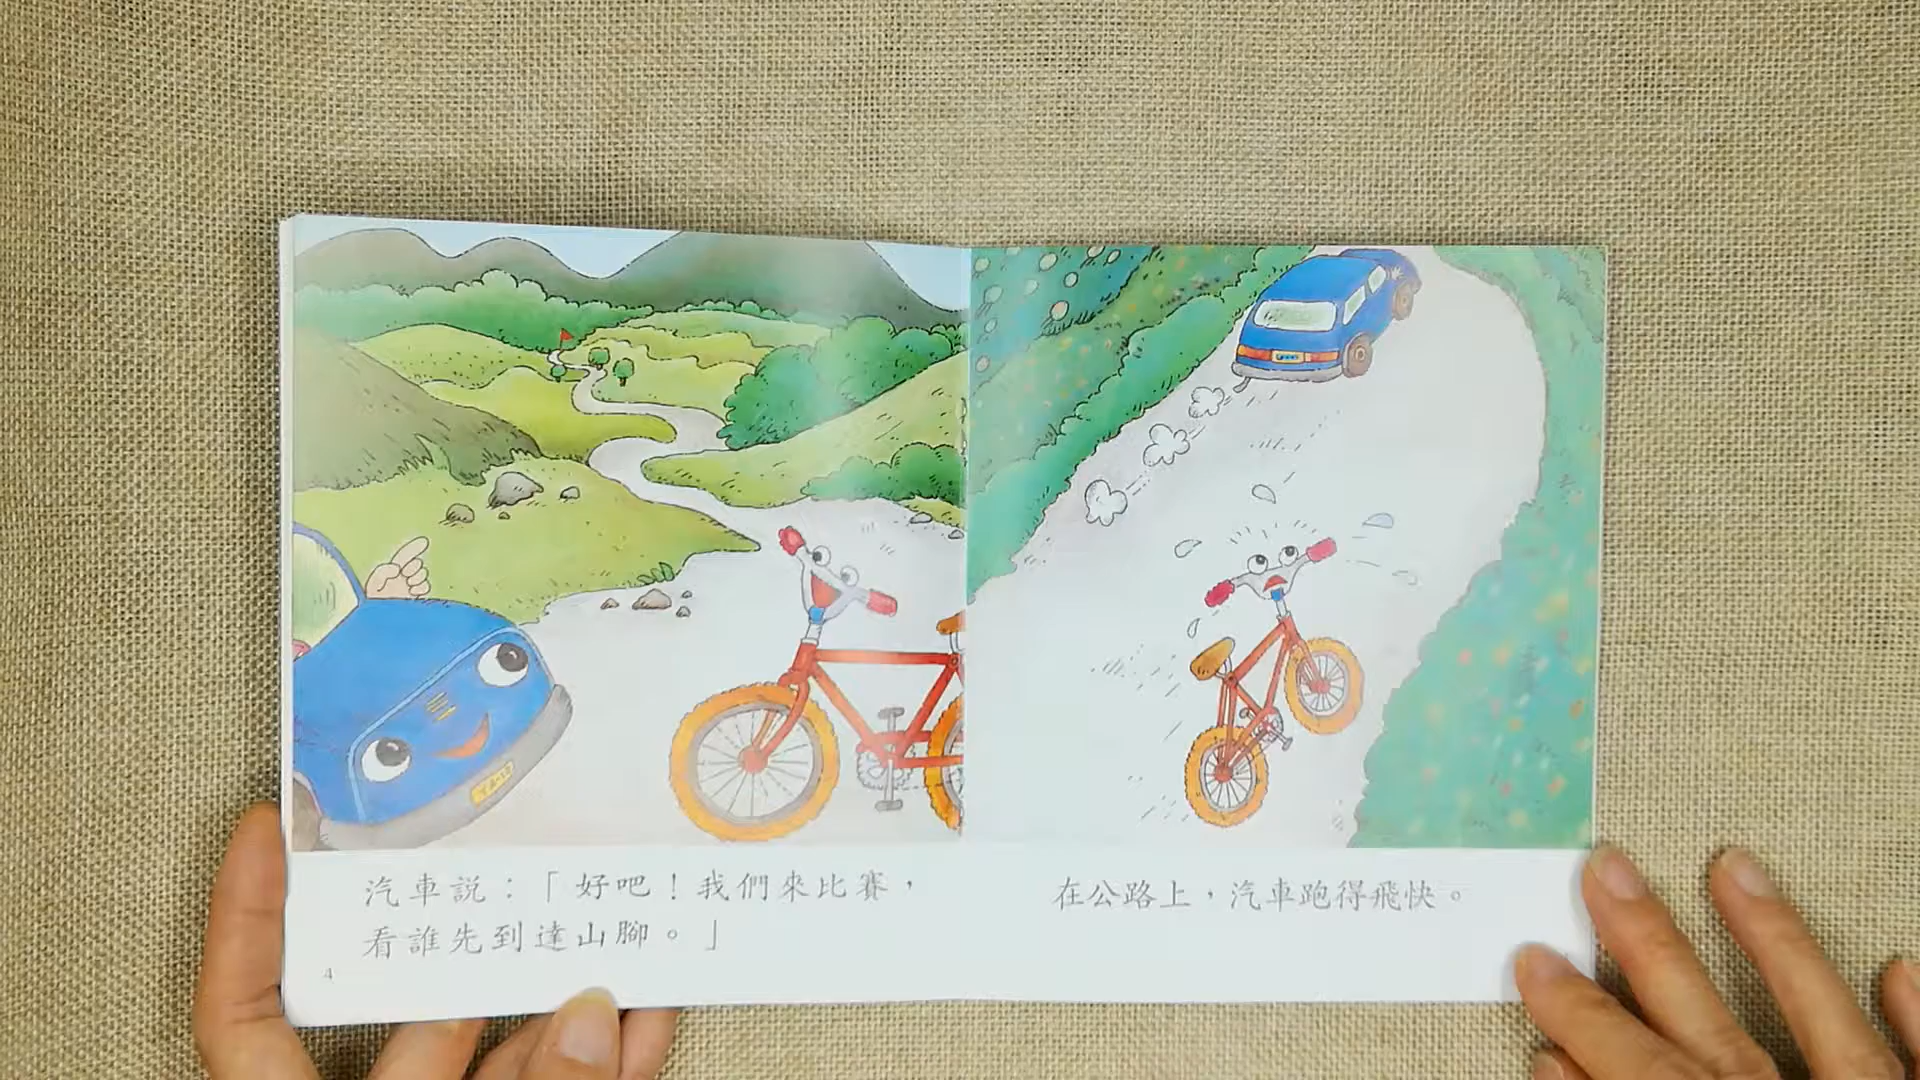 汽車說：「好吧！我們來比賽，
看誰先到達山腳。」
4
在公路上，汽車跑得飛快。